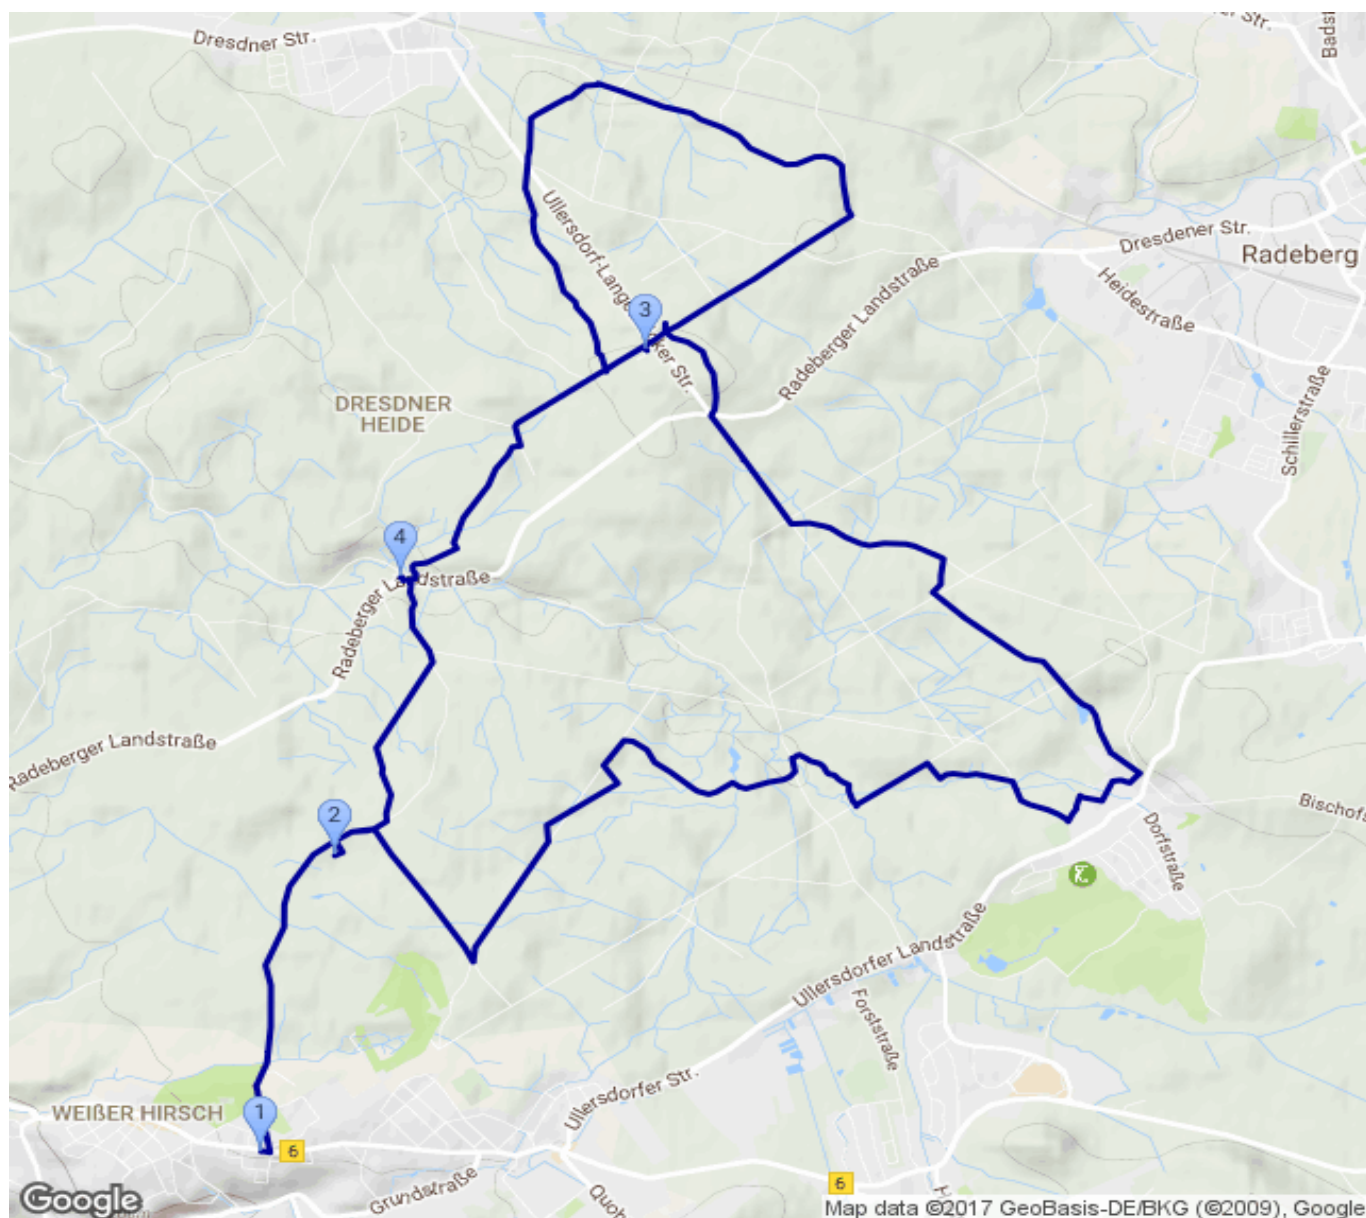 Dresdner Str.
Str.
Badst
Ullersdorf-Lange
ker Str.
Dresdener Str.
Radeberg
Heidestraße
Radeberger Landstraße
3
DRESDNER
HEIDE
Schillerstraße
4
Radeberger Landstraße
Radeberger Landstraße
2
Bischofs
Dorfstraße
Ullersdorfer Landstraße
Forststraße
Ullersdorfer Str.
WEIßER HIRSCH
1
6
Grundstraße
Quoh
6
Google
Map data ©2017 GeoBasis-DE/BKG (©2009), Google